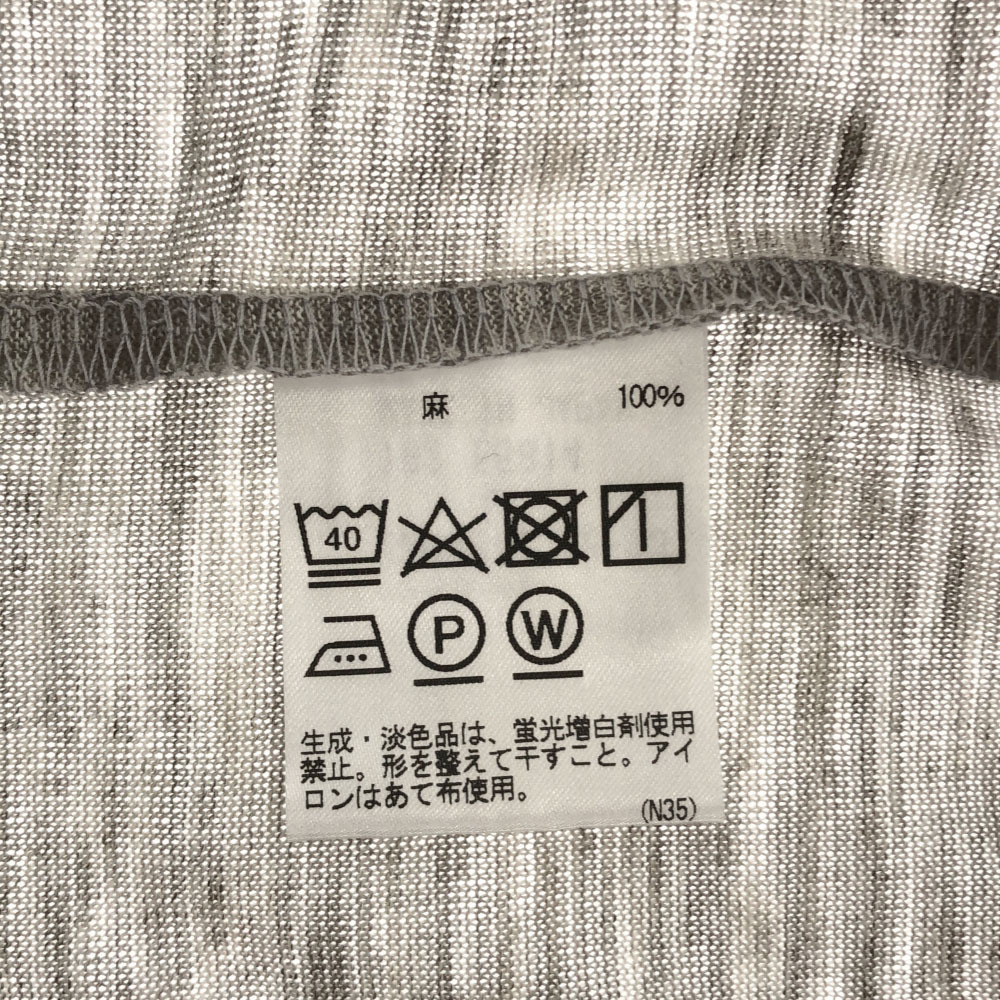 麻 100%
40
P W
生成・淡色品は、蛍光増白剤使用
禁止。形を整えて干すこと。アイ
ロンはあて布使用。
(N35)